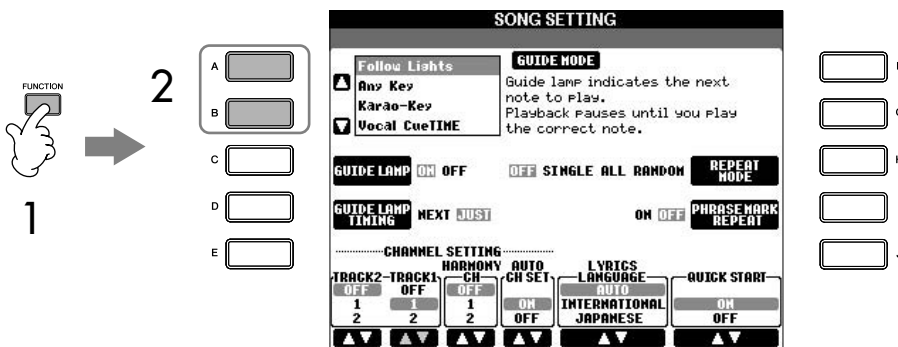 SONG SETTING
FUNCTION
1
2
A
B
C
D
E
Follow Lights
Any Key
Karao-Key
Vocal CueTIME
GUIDE MODE
Guide lamp indicates the next
note to play.
Playback pauses until you play
the correct note.
GUIDE LAMP ON OFF
OFF SINGLE ALL RANDOM REPEAT MODE
GUIDE LAMP TIMING NEXT JUST
ON OFF PHRASE MARK REPEAT
CHANNEL SETTING
TRACK2 TRACK1 HARMONY CH AUTO CH SET LYRICS LANGUAGE QUICK START
OFF OFF OFF AUTO
1 1 1 ON INTERNATIONAL ON
2 2 2 OFF JAPANESE OFF